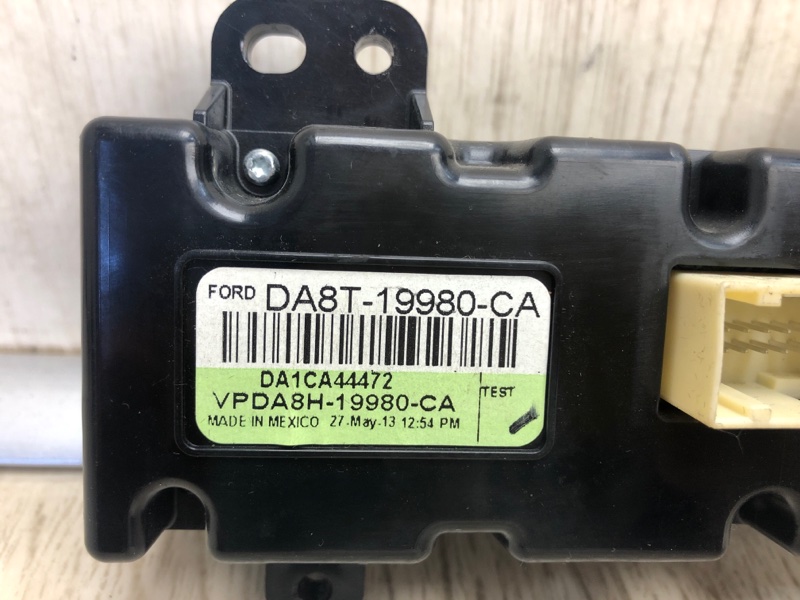 FORD DA8T-19980-CA
DA1CA44472
VPDA8H-19980-CA
TEST
MADE IN MEXICO 27-May-13 12:54 PM